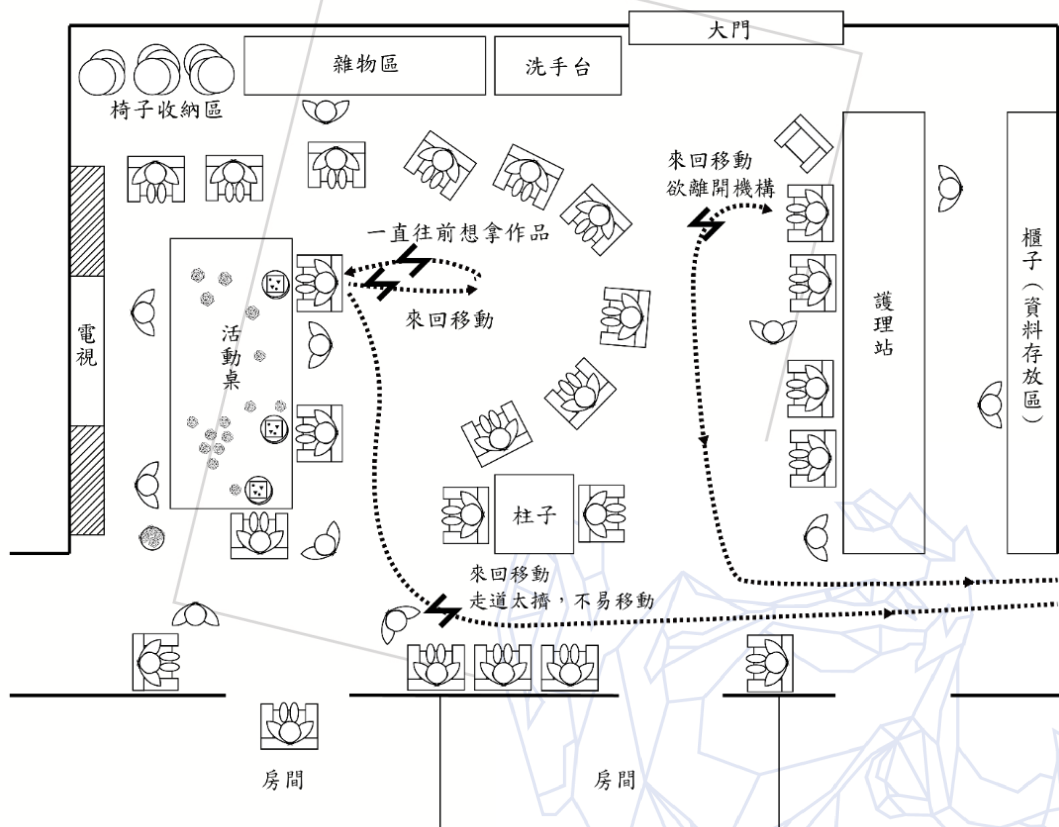 大門
雜物區
洗手台
椅子收納區
來回移動
欲離開機構
一直往前想拿作品
來回移動
電視
活動桌
護理站
櫃子（資料存放區）
柱子
來回移動
走道太擠，不易移動
房間
房間